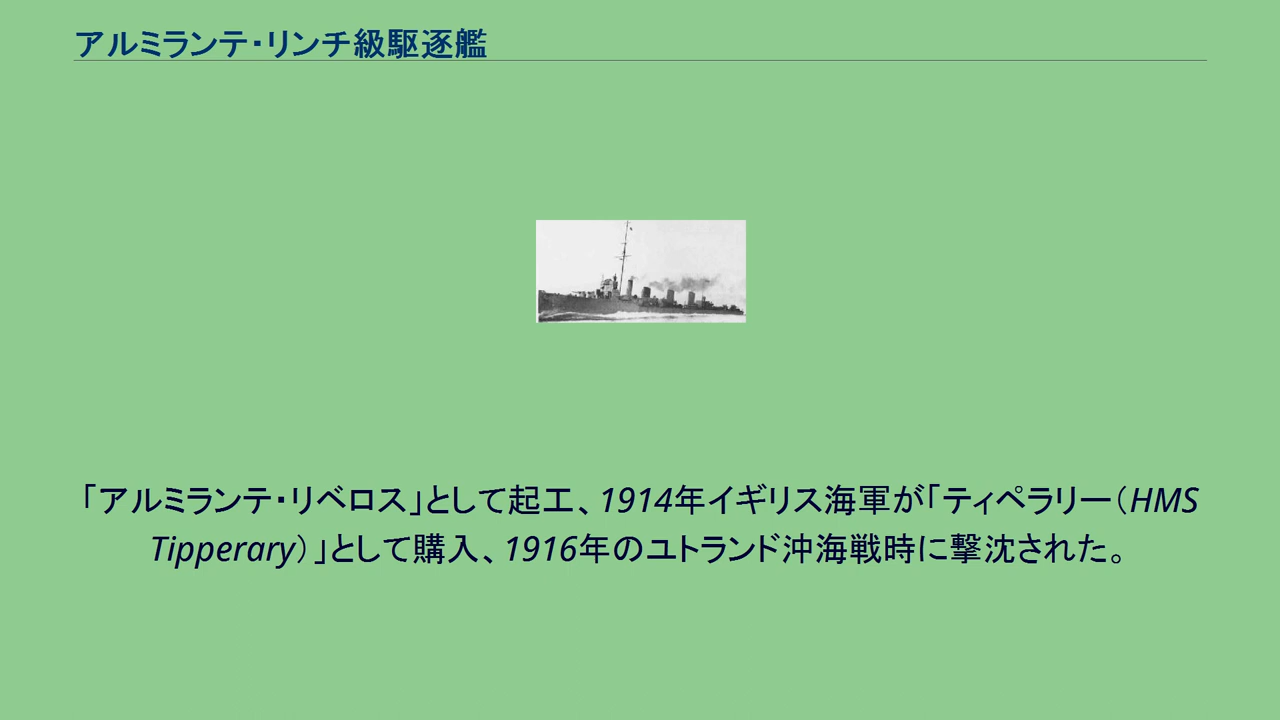 アルミランテ・リンチ級駆逐艦
「アルミランテ・リベロス」として起工、1914年イギリス海軍が「ティペラリー（HMS
Tipperary）」として購入、1916年のユトランド沖海戦時に撃沈された。